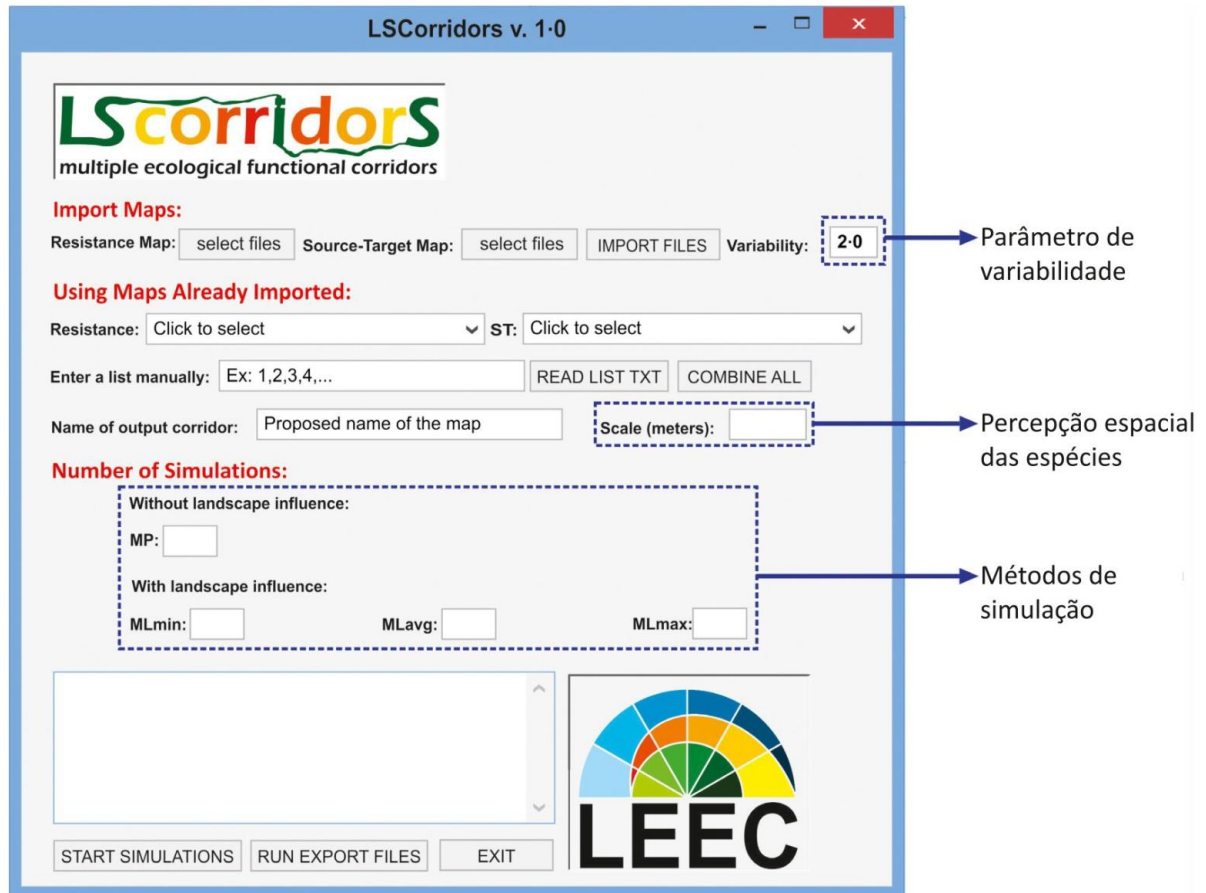 LSCorridors v. 1·0
LScorridorS
multiple ecological functional corridors
Import Maps:
Resistance Map: select files Source-Target Map: select files IMPORT FILES Variability: 2·0
Parâmetro de
variabilidade
Using Maps Already Imported:
Resistance: Click to select ST: Click to select
Enter a list manually: Ex: 1,2,3,4,... READ LIST TXT COMBINE ALL
Name of output corridor: Proposed name of the map Scale (meters):
Percepção espacial
das espécies
Number of Simulations:
Without landscape influence:
MP:
With landscape influence:
MLmin: MLavg: MLmax:
Métodos de
simulação
START SIMULATIONS RUN EXPORT FILES EXIT
LEEC